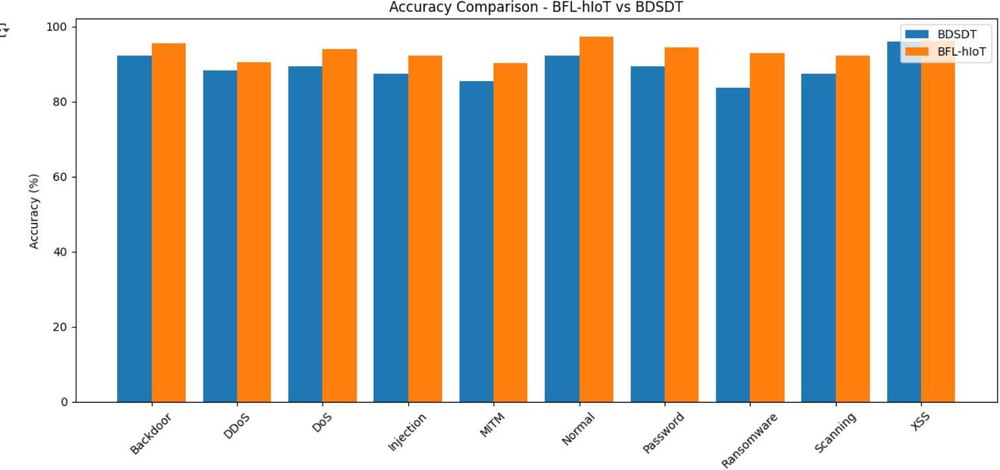 Accuracy Comparison - BFL-hIoT vs BDSDT
BDSDT
BFL-hIoT
Accuracy (%)
100
80
60
40
20
0
Backdoor
DDoS
DoS
Injection
MITM
Normal
Password
Ransomware
Scanning
XSS